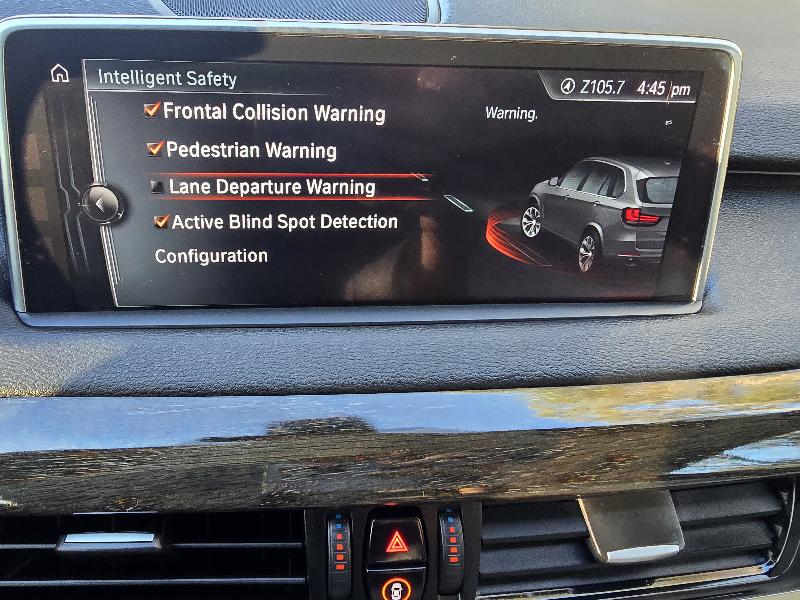 Intelligent Safety
Z105.7 4:45 pm
Frontal Collision Warning
Warning.
Pedestrian Warning
Lane Departure Warning
Active Blind Spot Detection
Configuration